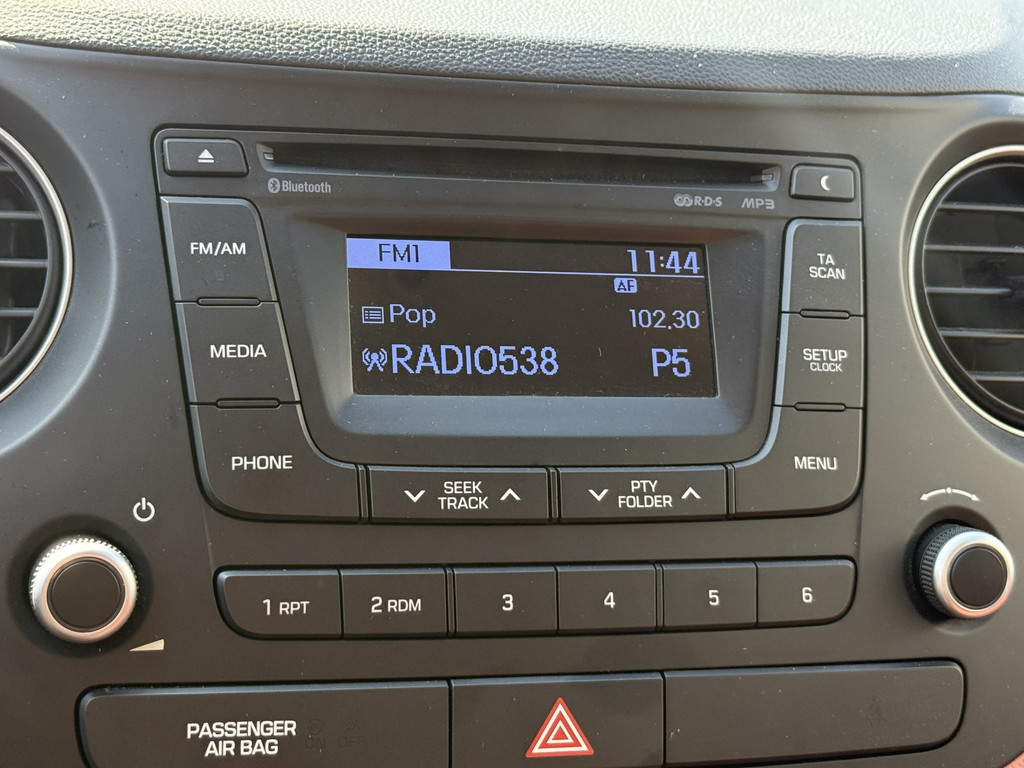 Bluetooth
R·D·S
MP3
FM/AM
FM1
11:44
TA
SCAN
AF
Pop
102.30
MEDIA
RADIO538
P5
SETUP
CLOCK
PHONE
SEEK
TRACK
PTY
FOLDER
MENU
1 RPT
2 RDM
3
4
5
6
PASSENGER
AIR BAG